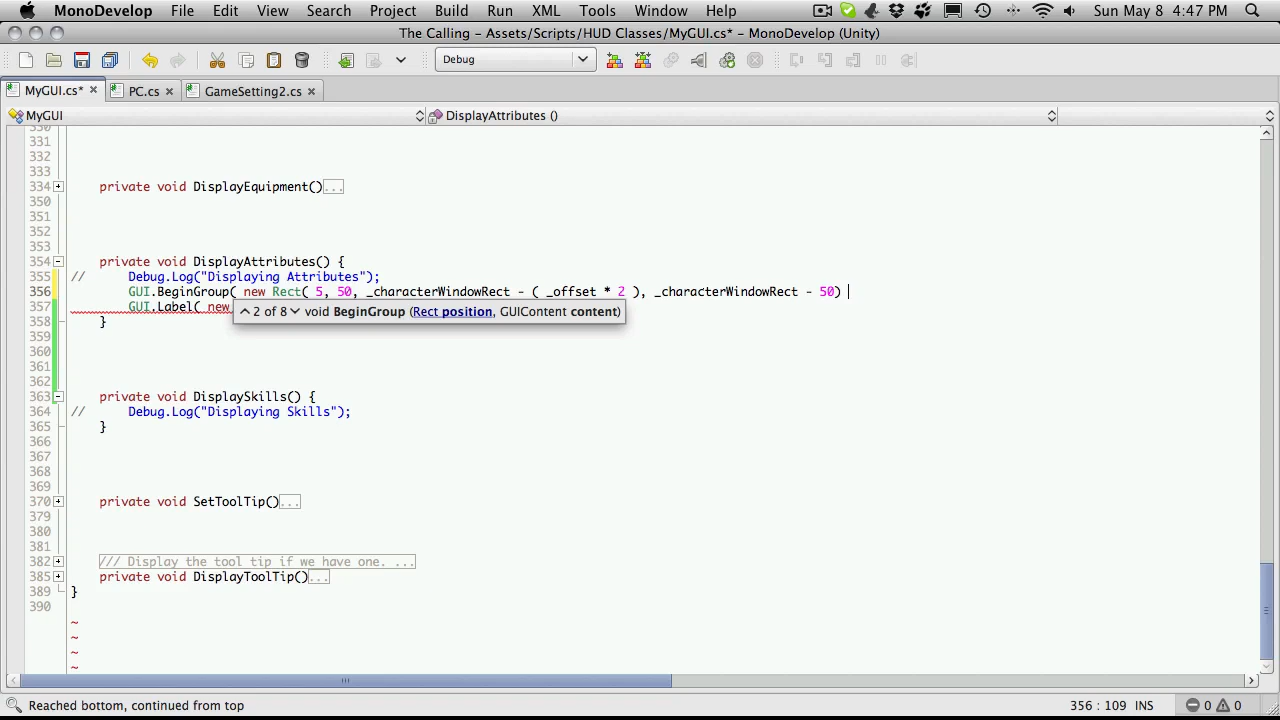 MonoDevelop File Edit View Search Project Build Run XML Tools Window Help Sun May 8 4:47 PM
The Calling – Assets/Scripts/HUD Classes/MyGUI.cs* – MonoDevelop (Unity)
Debug
MyGUI.cs* PC.cs GameSetting2.cs
MyGUI DisplayAttributes ()
330
331
332
333
334 private void DisplayEquipment()...
350
351
352
353
354 private void DisplayAttributes() {
355 // Debug.Log("Displaying Attributes");
356 GUI.BeginGroup( new Rect( 5, 50, _characterWindowRect - ( _offset * 2 ), _characterWindowRect - 50)
357 GUI.Label( new
2 of 8 void BeginGroup (Rect position, GUIContent content)
358 }
359
360
361
362
363 private void DisplaySkills() {
364 // Debug.Log("Displaying Skills");
365 }
366
367
368
369
370 private void SetToolTip()...
379
380
381
382 /// Display the tool tip if we have one. ...
385 private void DisplayToolTip()...
389 }
390
~
~
~
~
Reached bottom, continued from top 356 : 109 INS 0 0